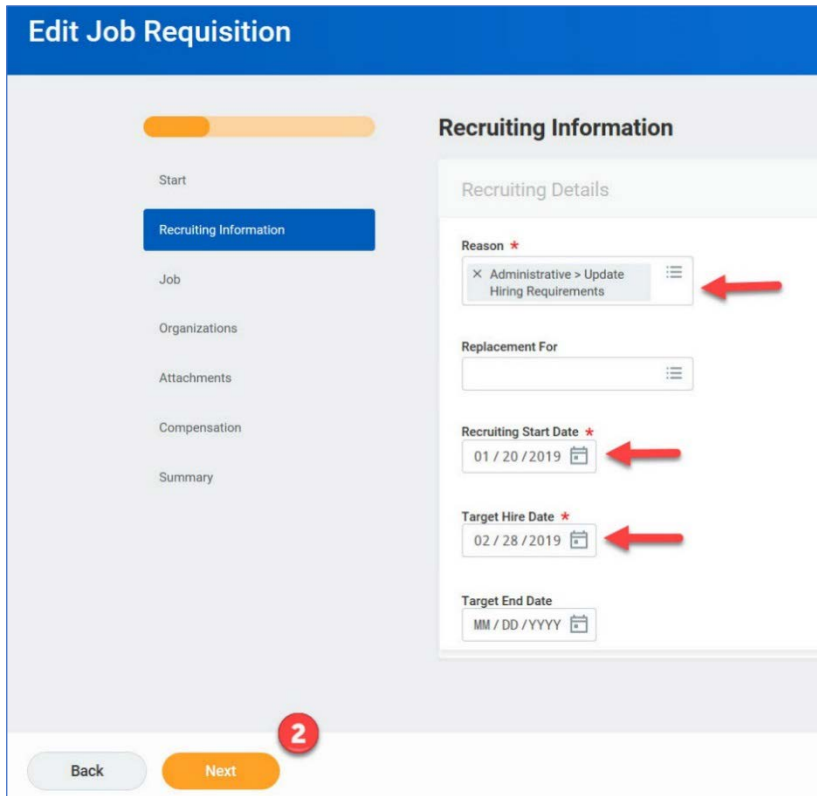 Edit Job Requisition
Start
Recruiting Information
Job
Organizations
Attachments
Compensation
Summary
Recruiting Information
Recruiting Details
Reason *
× Administrative > Update
Hiring Requirements
Replacement For
Recruiting Start Date *
01 / 20 / 2019
Target Hire Date *
02 / 28 / 2019
Target End Date
MM / DD / YYYY
2
Back
Next